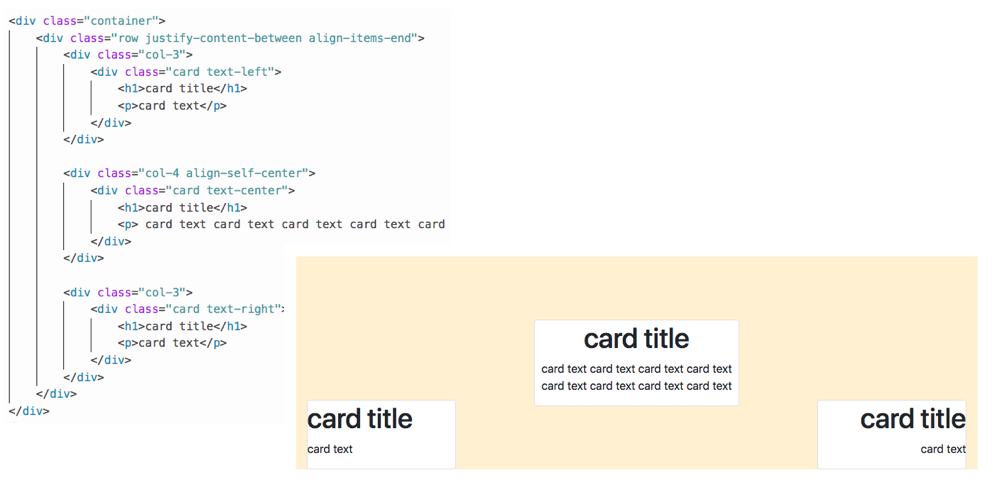 <div class="container">
<div class="row justify-content-between align-items-end">
<div class="col-3">
<div class="card text-left">
<h1>card title</h1>
<p>card text</p>
</div>
</div>
<div class="col-4 align-self-center">
<div class="card text-center">
<h1>card title</h1>
<p> card text card text card text card text card
</div>
</div>
<div class="col-3">
<div class="card text-right">
<h1>card title</h1>
<p>card text</p>
</div>
</div>
</div>
</div>
card title
card text card text card text card text
card text card text card text card text
card title
card text
card title
card text